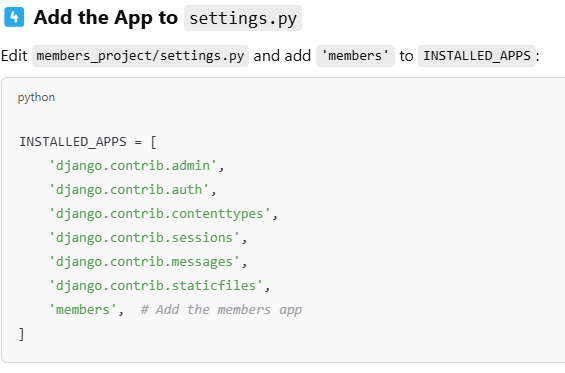 4 Add the App to settings.py
Edit members_project/settings.py and add 'members' to INSTALLED_APPS:
python
INSTALLED_APPS = [
    'django.contrib.admin',
    'django.contrib.auth',
    'django.contrib.contenttypes',
    'django.contrib.sessions',
    'django.contrib.messages',
    'django.contrib.staticfiles',
    'members',  # Add the members app
]